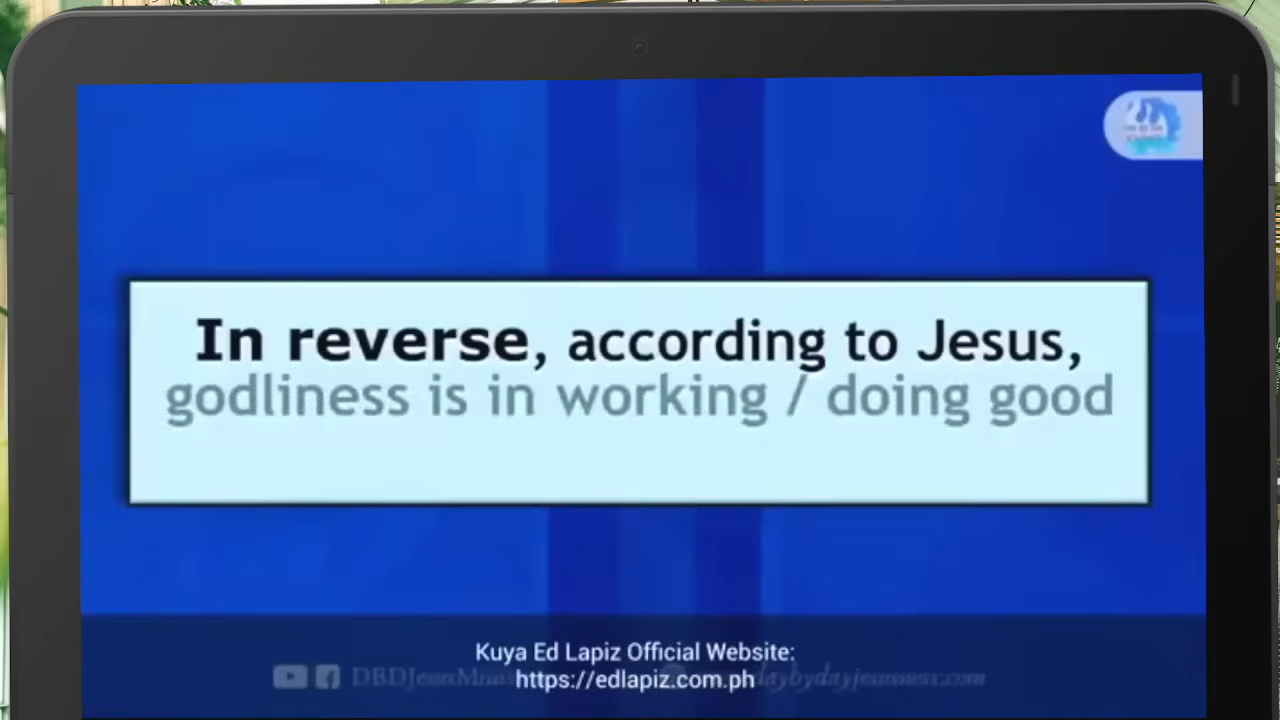 In reverse, according to Jesus,
godliness is in working / doing good
Kuya Ed Lapiz Official Website:
https://edlapiz.com.ph